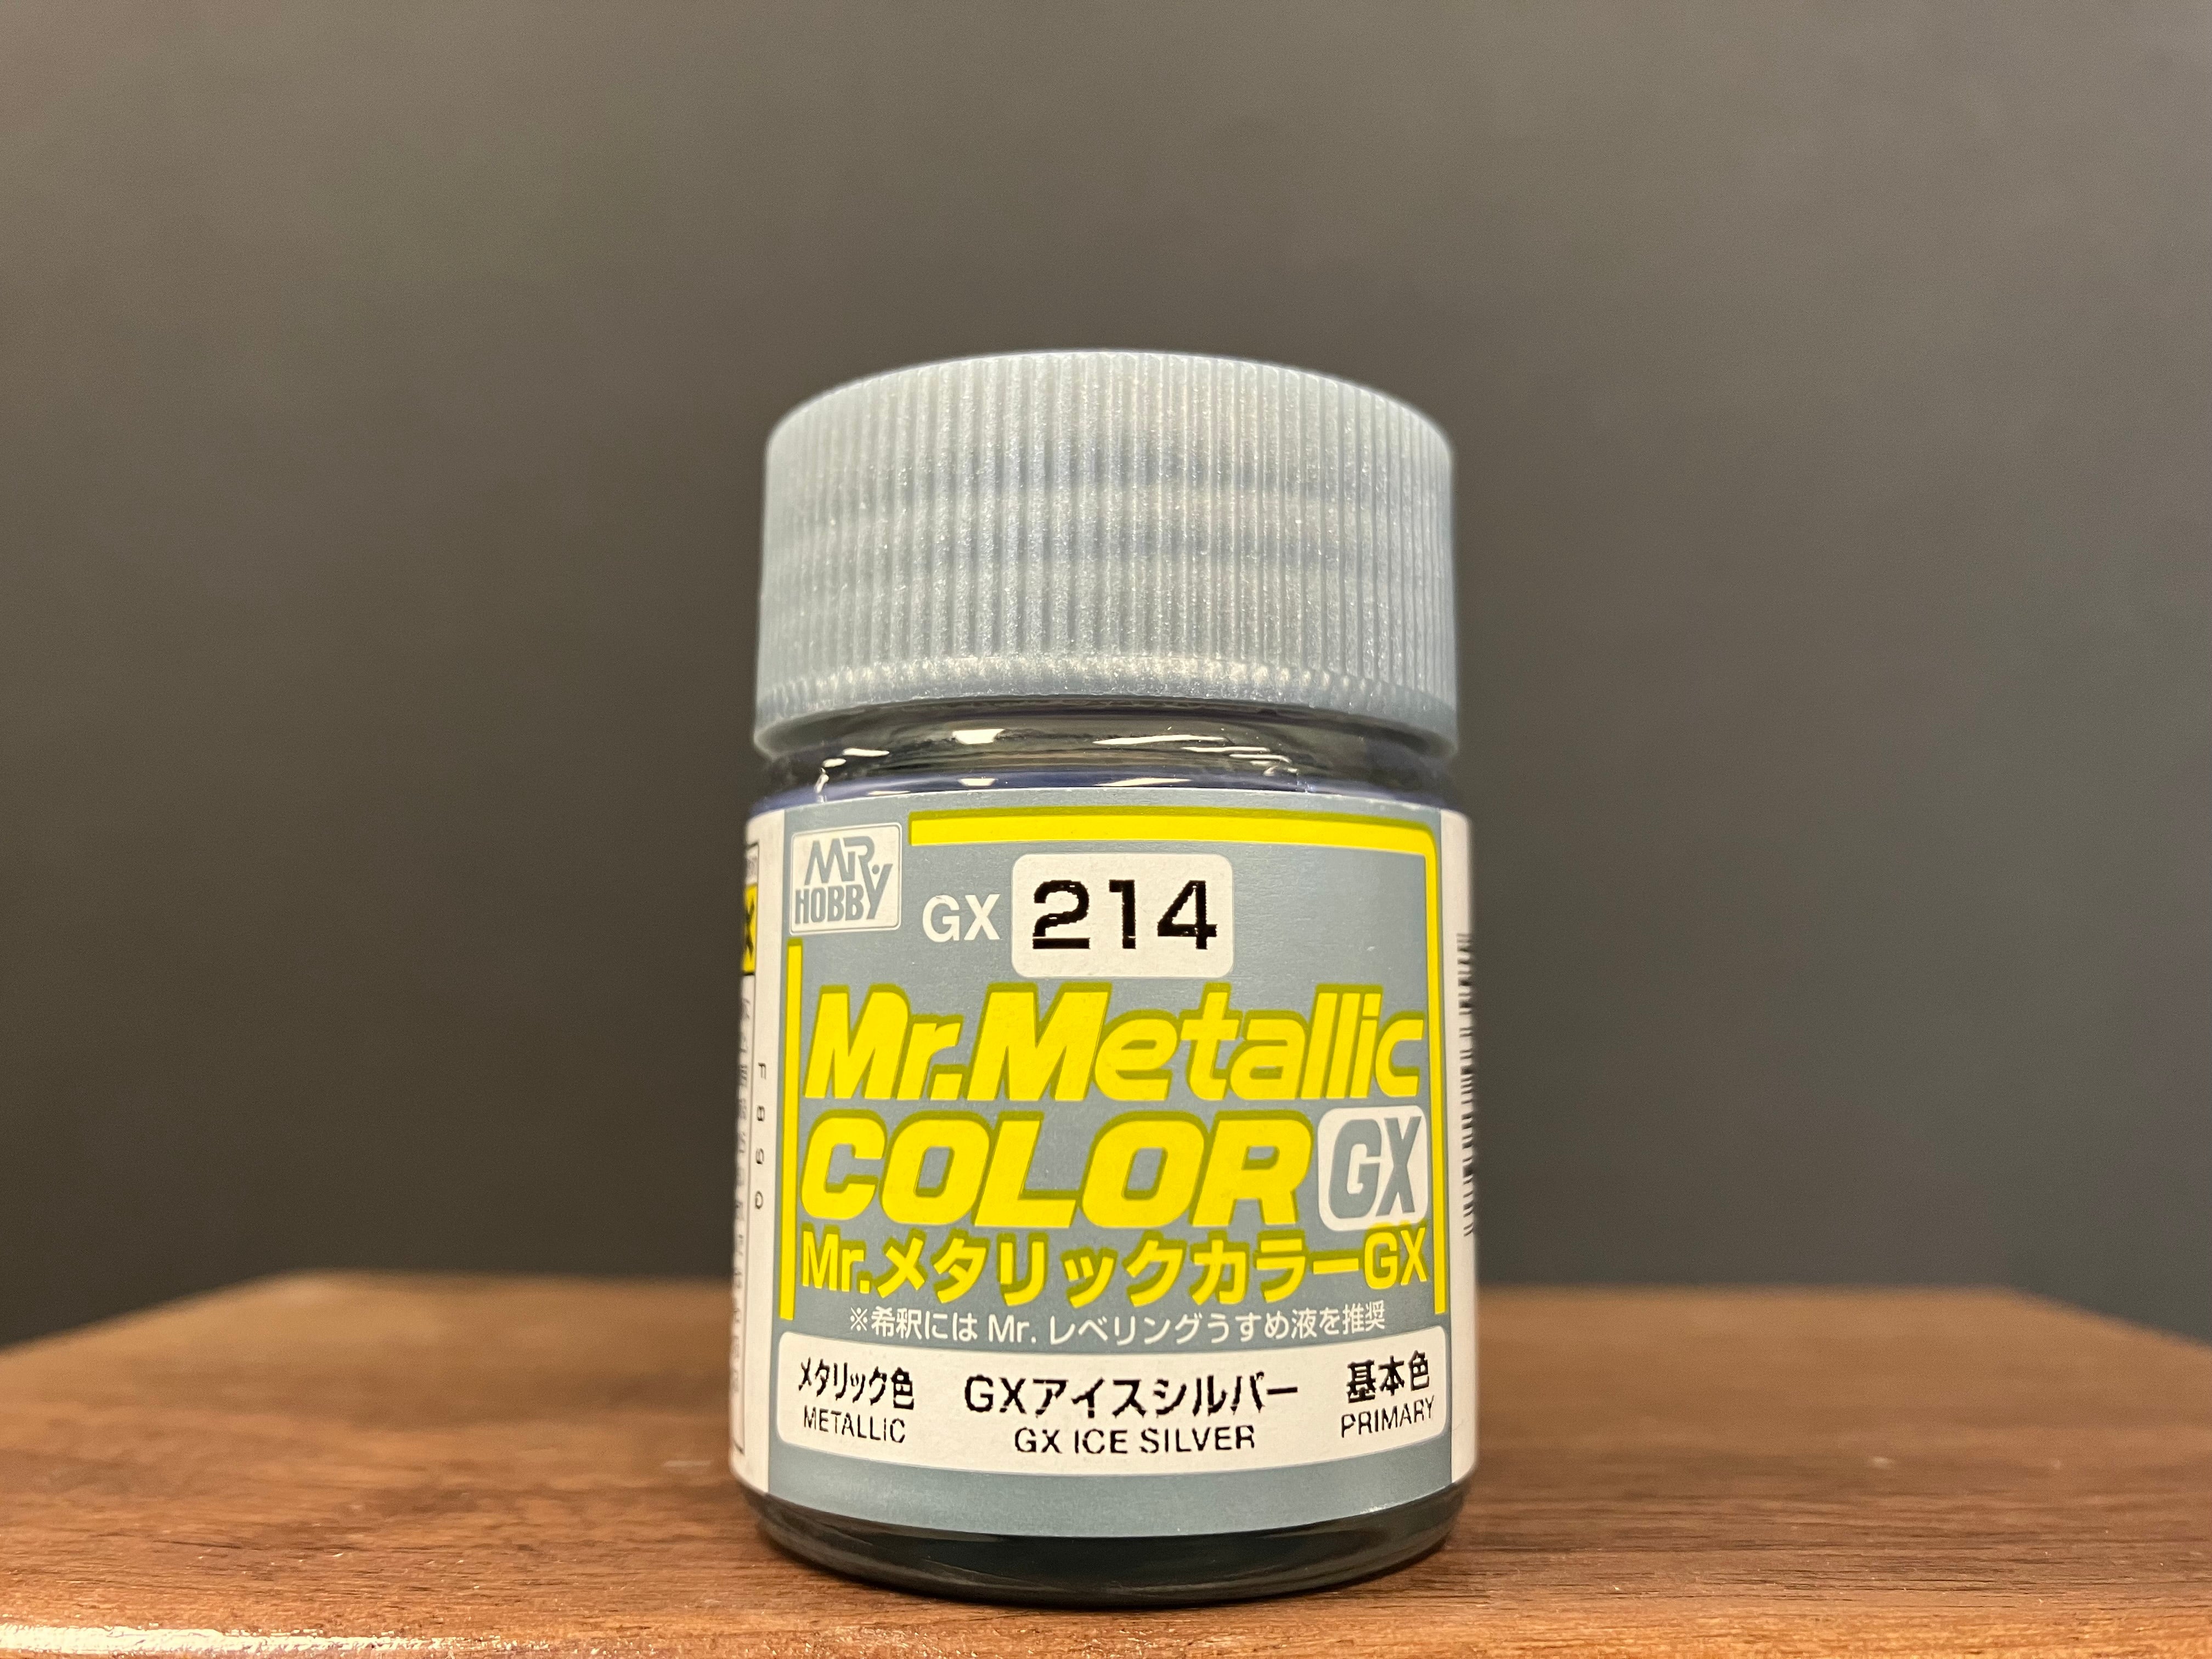 MR.
HOBBY
GX 214
Mr.Metallic
COLOR GX
Mr.メタリックカラーGX
※希釈には Mr. レベリングうすめ液を推奨
メタリック色 GXアイスシルバー 基本色
METALLIC GX ICE SILVER PRIMARY